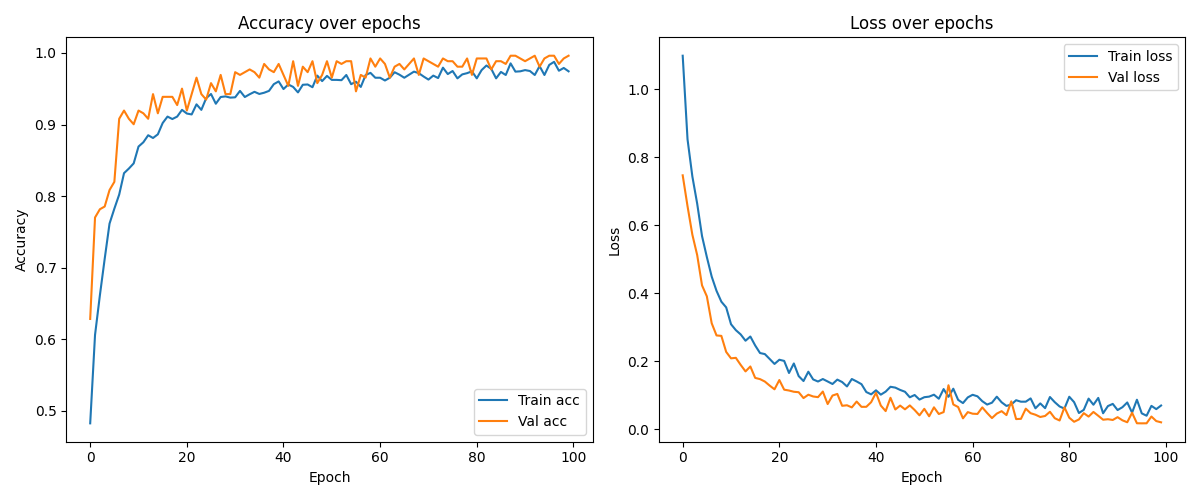 Accuracy over epochs
1.0
0.9
0.8
0.7
0.6
0.5
Accuracy
0 20 40 60 80 100
Epoch
Train acc
Val acc
Loss over epochs
1.0
0.8
0.6
0.4
0.2
0.0
Loss
0 20 40 60 80 100
Epoch
Train loss
Val loss